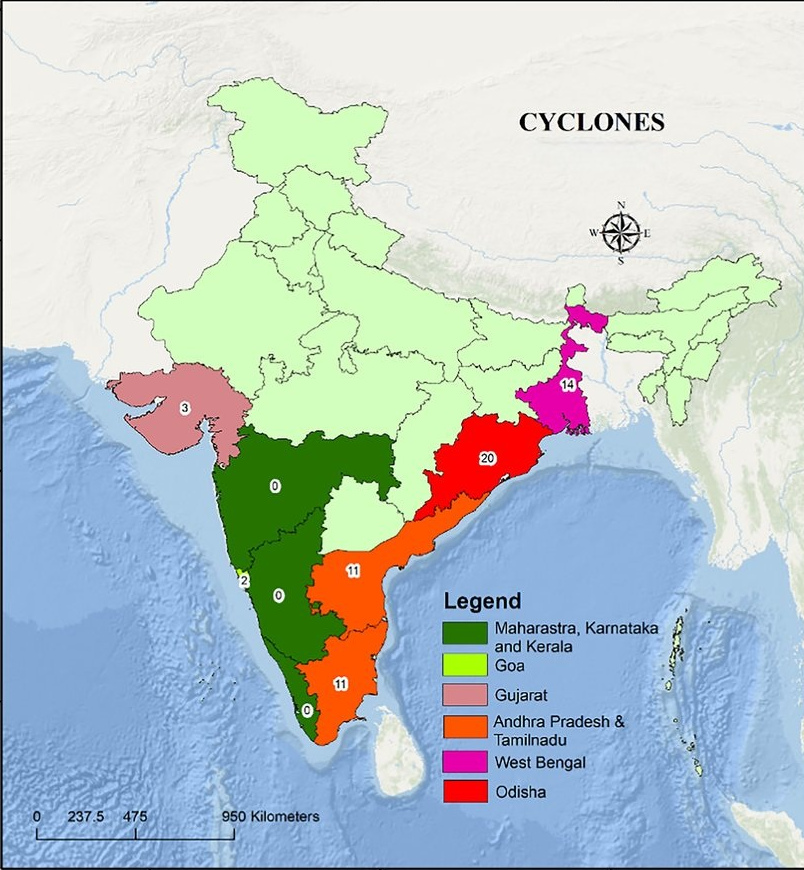 CYCLONES
N
W E
S
3
14
20
0
11
2
0
11
0
Legend
Maharastra, Karnataka
and Kerala
Goa
Gujarat
Andhra Pradesh &
Tamilnadu
West Bengal
Odisha
0 237.5 475 950 Kilometers